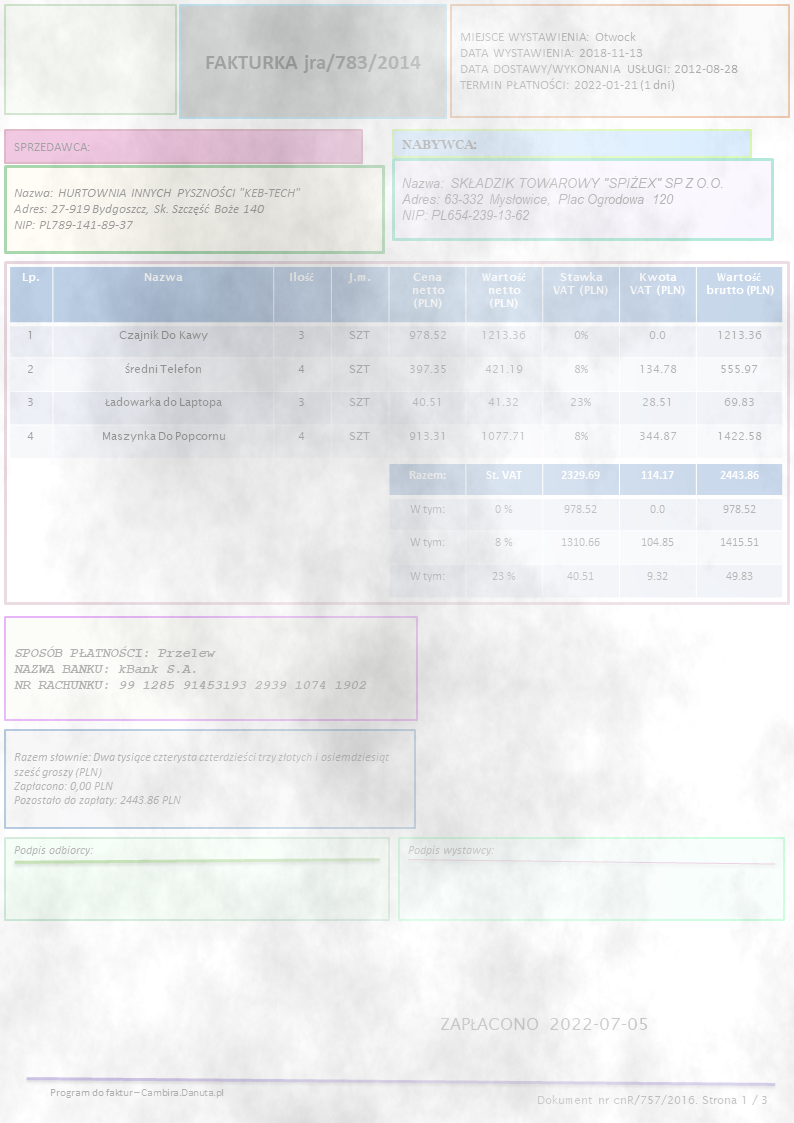 FAKTURKA jra/783/2014
MIEJSCE WYSTAWIENIA: Otwock
DATA WYSTAWIENIA: 2018-11-13
DATA DOSTAWY/WYKONANIA USŁUGI: 2012-08-28
TERMIN PŁATNOŚCI: 2022-01-21 (1 dni)
SPRZEDAWCA:
Nazwa: HURTOWNIA INNYCH PYSZNOŚCI "KEB-TECH"
Adres: 27-919 Bydgoszcz, Sk. Szczęść Boże 140
NIP: PL789-141-89-37
NABYWCA:
Nazwa: SKŁADZIK TOWAROWY "SPIŻEX" SP Z O.O.
Adres: 63-332 Mysłowice, Plac Ogrodowa 120
NIP: PL654-239-13-62
Lp. Nazwa Ilość J.m. Cena netto (PLN) Wartość netto (PLN) Stawka VAT (PLN) Kwota VAT (PLN) Wartość brutto (PLN)
1 Czajnik Do Kawy 3 SZT 978.52 1213.36 0% 0.0 1213.36
2 Średni Telefon 4 SZT 397.35 421.19 8% 134.78 555.97
3 Ładowarka do Laptopa 3 SZT 40.51 41.32 23% 28.51 69.83
4 Maszynka Do Popcornu 4 SZT 913.31 1077.71 8% 344.87 1422.58
Razem: St. VAT 2329.69 114.17 2443.86
W tym: 0 % 978.52 0.0 978.52
W tym: 8 % 1310.66 104.85 1415.51
W tym: 23 % 40.51 9.32 49.83
SPOSÓB PŁATNOŚCI: Przelew
NAZWA BANKU: kBank S.A.
NR RACHUNKU: 99 1285 91453193 2939 1074 1902
Razem słownie: Dwa tysiące czterysta czterdzieści trzy złotych i osiemdziesiąt
sześć groszy (PLN)
Zapłacono: 0,00 PLN
Pozostało do zapłaty: 2443.86 PLN
Podpis odbiorcy:
Podpis wystawcy:
ZAPŁACONO 2022-07-05
Program do faktur – Cambira.Danuta.pl
Dokument nr cnR/757/2016. Strona 1 / 3